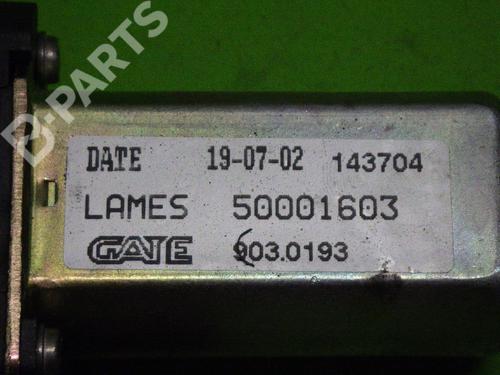 B-PARTS
DATE 19-07-02 143704
LAMES 50001603
GATE 903.0193